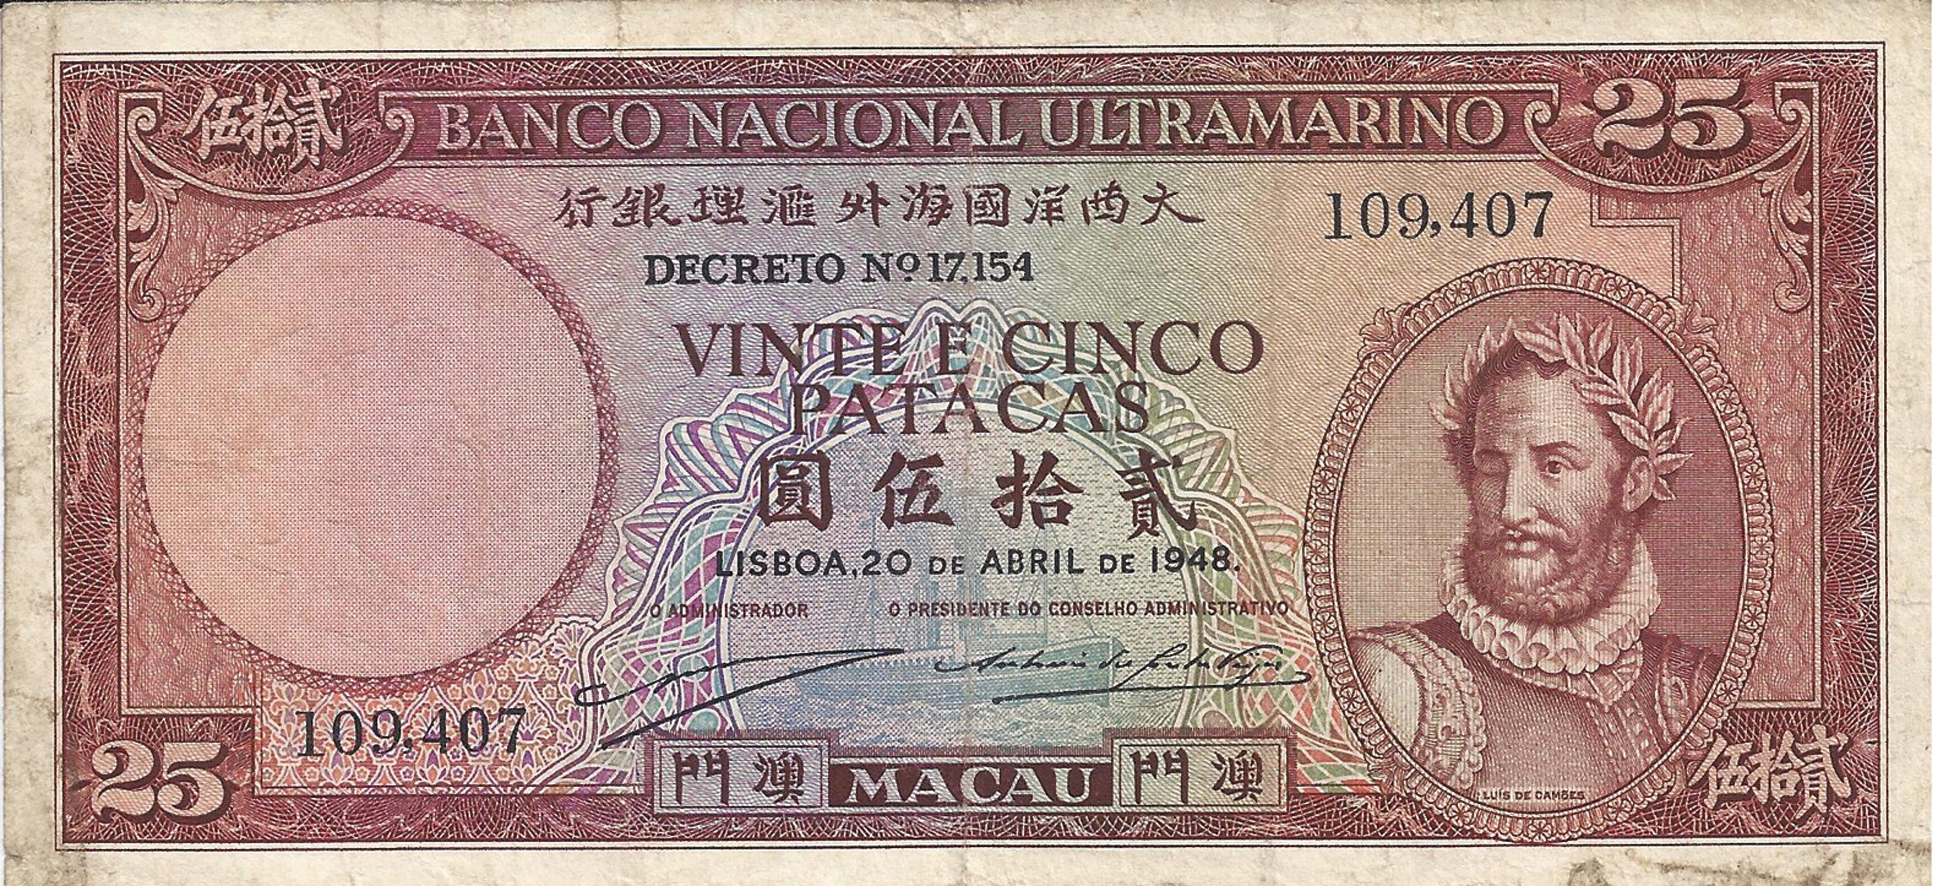 貳拾伍
BANCO NACIONAL ULTRAMARINO
25
大西洋國海外滙理銀行
109,407
DECRETO Nº 17,154
VINTE E CINCO
PATACAS
貳拾伍圓
LISBOA, 20 DE ABRIL DE 1948.
O ADMINISTRADOR
O PRESIDENTE DO CONSELHO ADMINISTRATIVO
109,407
25
澳門
MACAU
澳門
LUÍS DE CAMÕES
貳拾伍